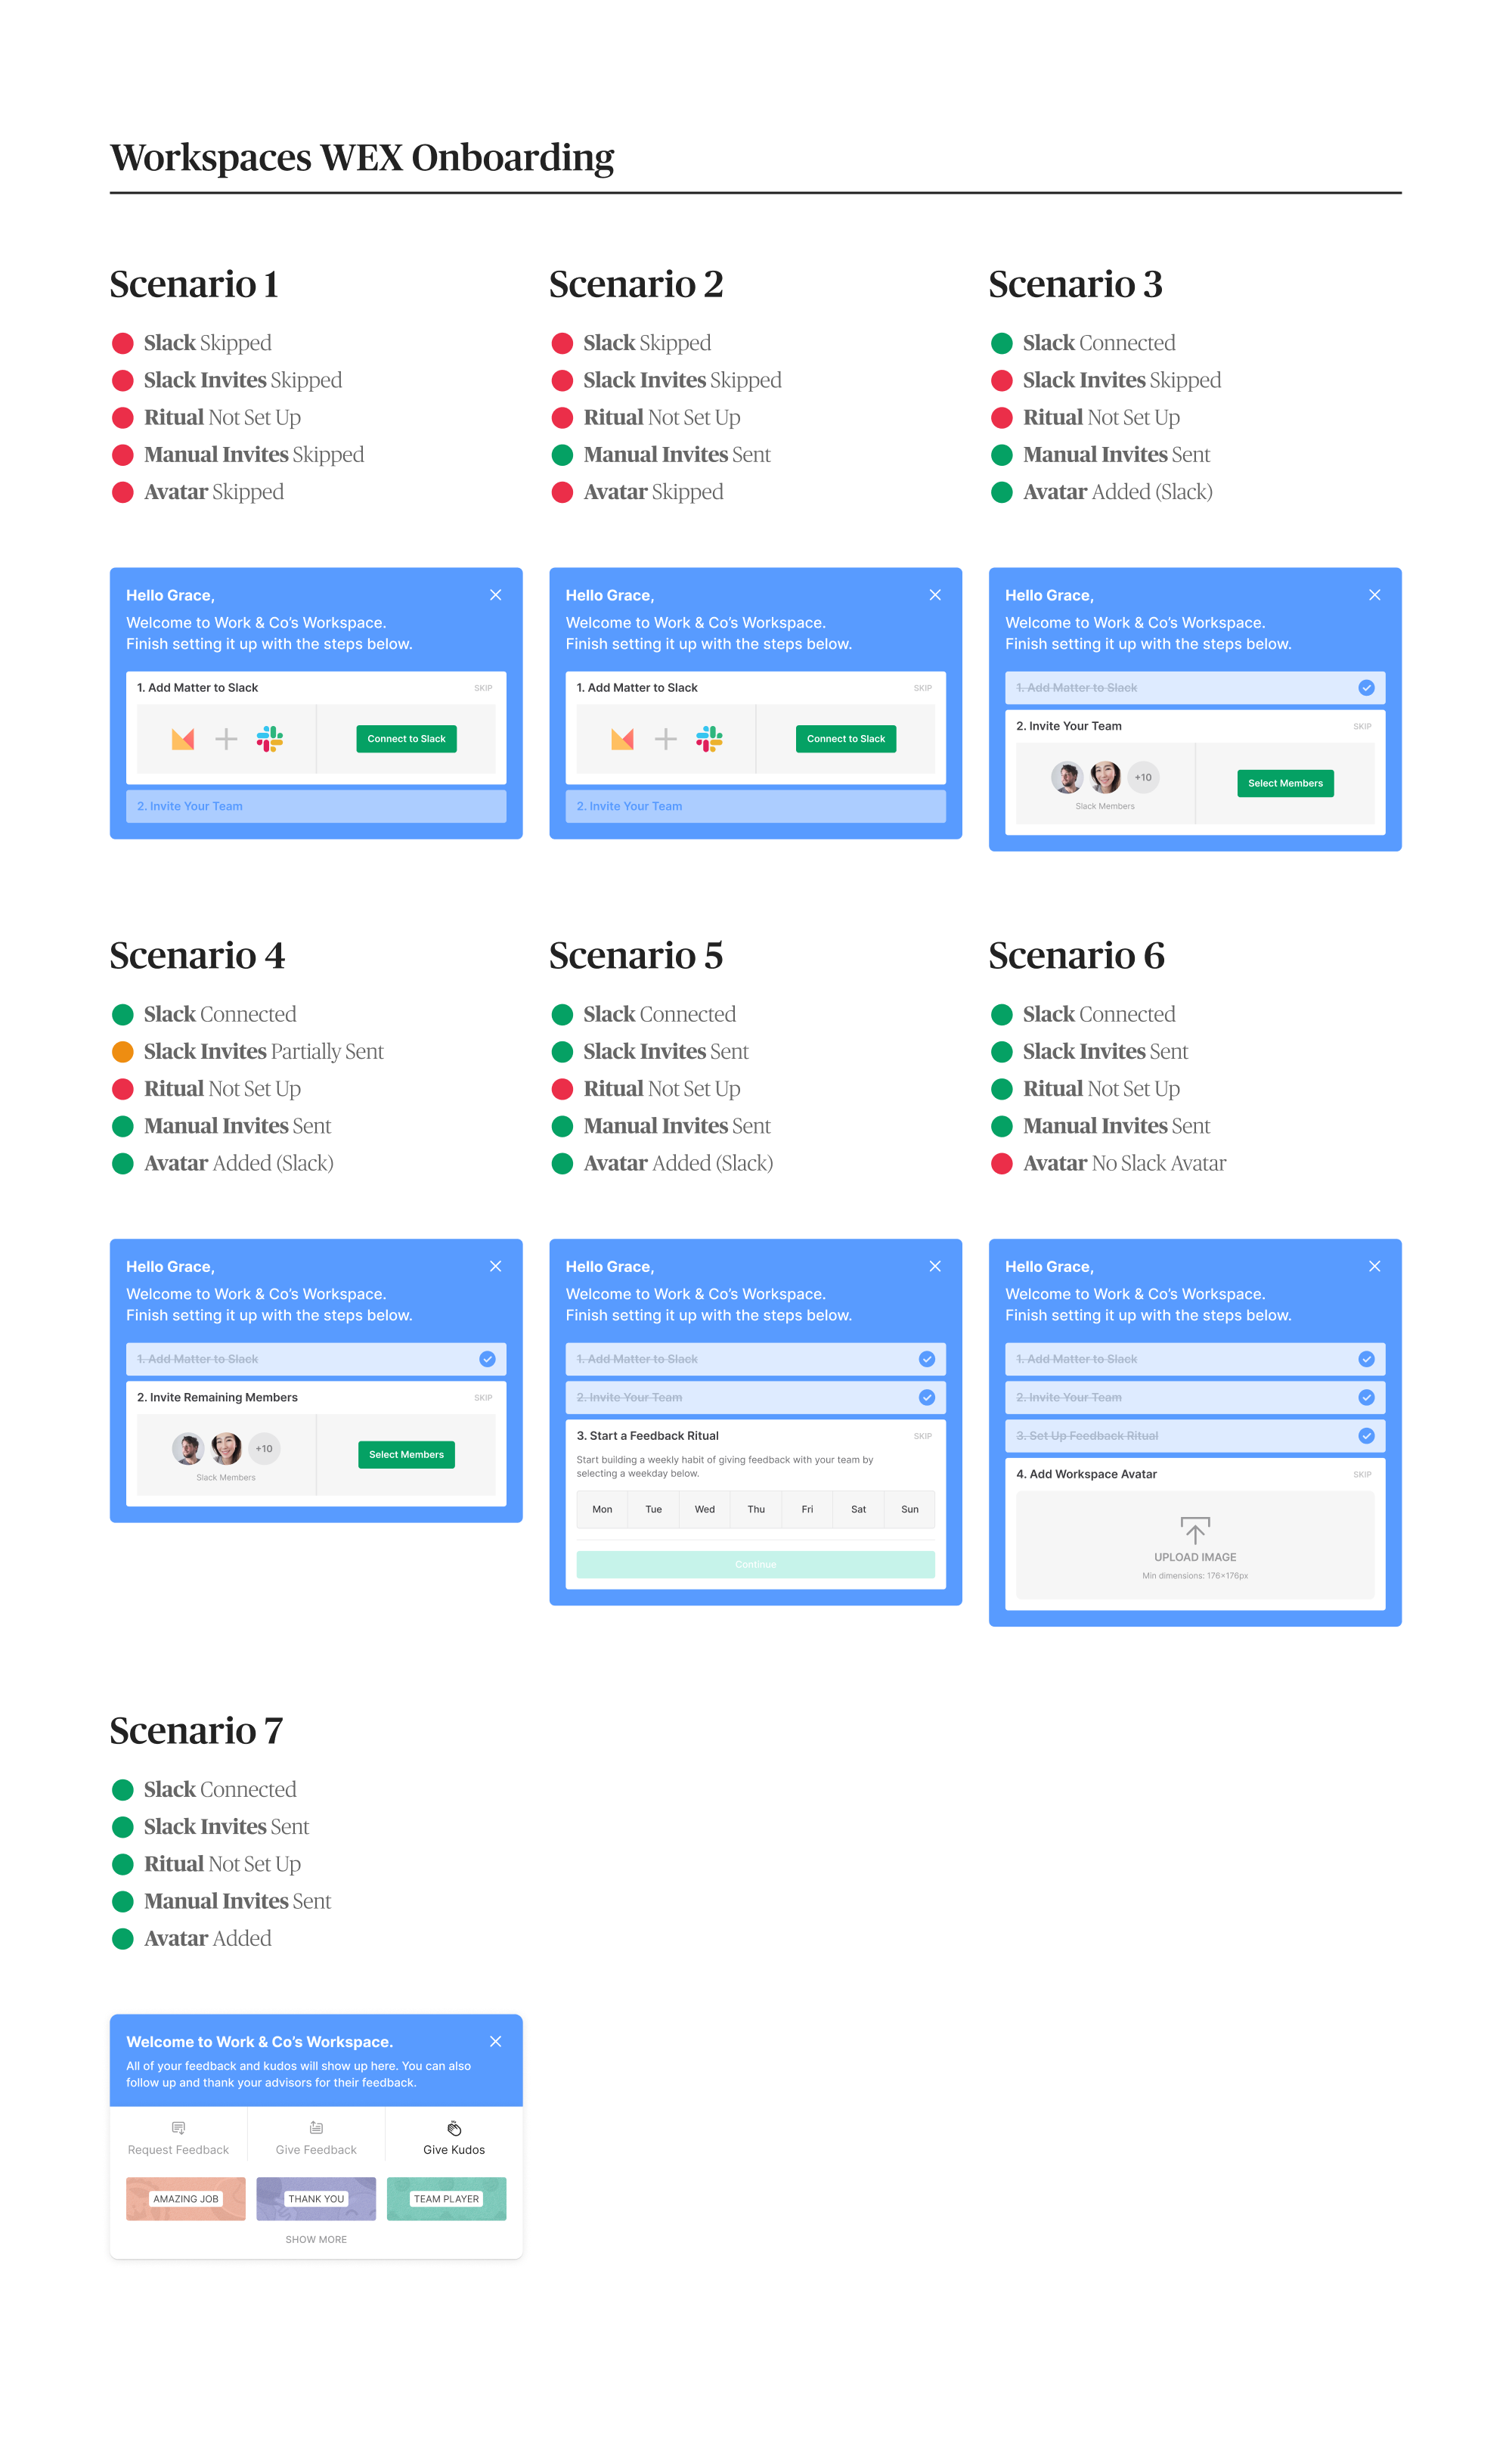 Workspaces WEX Onboarding
Scenario 1
Slack Skipped
Slack Invites Skipped
Ritual Not Set Up
Manual Invites Skipped
Avatar Skipped
Hello Grace,
Welcome to Work & Co’s Workspace.
Finish setting it up with the steps below.
1. Add Matter to Slack
SKIP
Connect to Slack
2. Invite Your Team
Scenario 2
Slack Skipped
Slack Invites Skipped
Ritual Not Set Up
Manual Invites Sent
Avatar Skipped
Hello Grace,
Welcome to Work & Co’s Workspace.
Finish setting it up with the steps below.
1. Add Matter to Slack
SKIP
Connect to Slack
2. Invite Your Team
Scenario 3
Slack Connected
Slack Invites Skipped
Ritual Not Set Up
Manual Invites Sent
Avatar Added (Slack)
Hello Grace,
Welcome to Work & Co’s Workspace.
Finish setting it up with the steps below.
1. Add Matter to Slack
2. Invite Your Team
SKIP
+10
Slack Members
Select Members
Scenario 4
Slack Connected
Slack Invites Partially Sent
Ritual Not Set Up
Manual Invites Sent
Avatar Added (Slack)
Hello Grace,
Welcome to Work & Co’s Workspace.
Finish setting it up with the steps below.
1. Add Matter to Slack
2. Invite Remaining Members
SKIP
+10
Slack Members
Select Members
Scenario 5
Slack Connected
Slack Invites Sent
Ritual Not Set Up
Manual Invites Sent
Avatar Added (Slack)
Hello Grace,
Welcome to Work & Co’s Workspace.
Finish setting it up with the steps below.
1. Add Matter to Slack
2. Invite Your Team
3. Start a Feedback Ritual
SKIP
Start building a weekly habit of giving feedback with your team by
selecting a weekday below.
Mon Tue Wed Thu Fri Sat Sun
Continue
Scenario 6
Slack Connected
Slack Invites Sent
Ritual Not Set Up
Manual Invites Sent
Avatar No Slack Avatar
Hello Grace,
Welcome to Work & Co’s Workspace.
Finish setting it up with the steps below.
1. Add Matter to Slack
2. Invite Your Team
3. Set Up Feedback Ritual
4. Add Workspace Avatar
SKIP
UPLOAD IMAGE
Min dimensions: 176×176px
Scenario 7
Slack Connected
Slack Invites Sent
Ritual Not Set Up
Manual Invites Sent
Avatar Added
Welcome to Work & Co’s Workspace.
All of your feedback and kudos will show up here. You can also
follow up and thank your advisors for their feedback.
Request Feedback
Give Feedback
Give Kudos
AMAZING JOB
THANK YOU
TEAM PLAYER
SHOW MORE